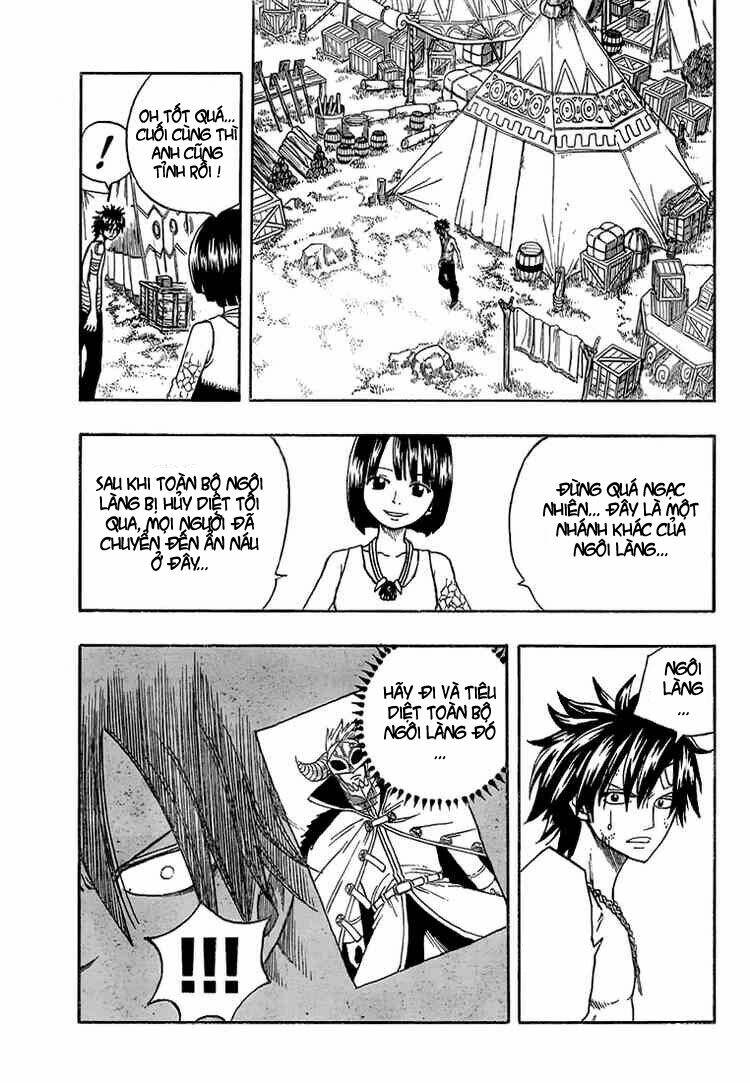 OH TỐT QUÁ...
CUỐI CÙNG THÌ
ANH CŨNG
TỈNH RỒI !
!
ĐỪNG QUÁ NGẠC
NHIÊN... ĐÂY LÀ MỘT
NHÁNH KHÁC CỦA
NGÔI LÀNG...
SAU KHI TOÀN BỘ NGÔI
LÀNG BỊ HỦY DIỆT TỐI
QUA, MỌI NGƯỜI ĐÃ
CHUYỂN ĐẾN ẨN NÁU
Ở ĐÂY...
NGÔI
LÀNG
...
HÃY ĐI VÀ TIÊU
DIỆT TOÀN BỘ
NGÔI LÀNG ĐÓ
...
!!!